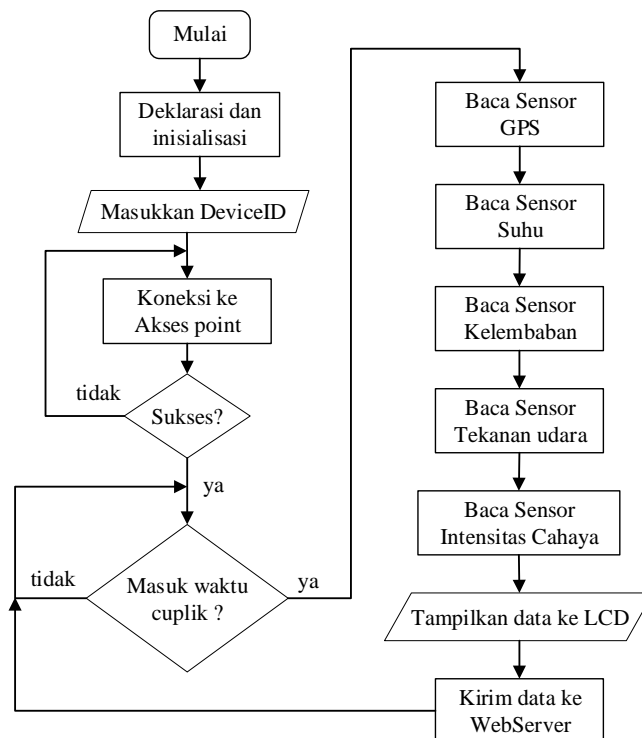 Mulai
Deklarasi dan
inisialisasi
Masukkan DeviceID
Koneksi ke
Akses point
tidak
Sukses?
ya
tidak
Masuk waktu
cuplik ?
ya
Baca Sensor
GPS
Baca Sensor
Suhu
Baca Sensor
Kelembaban
Baca Sensor
Tekanan udara
Baca Sensor
Intensitas Cahaya
Tampilkan data ke LCD
Kirim data ke
WebServer